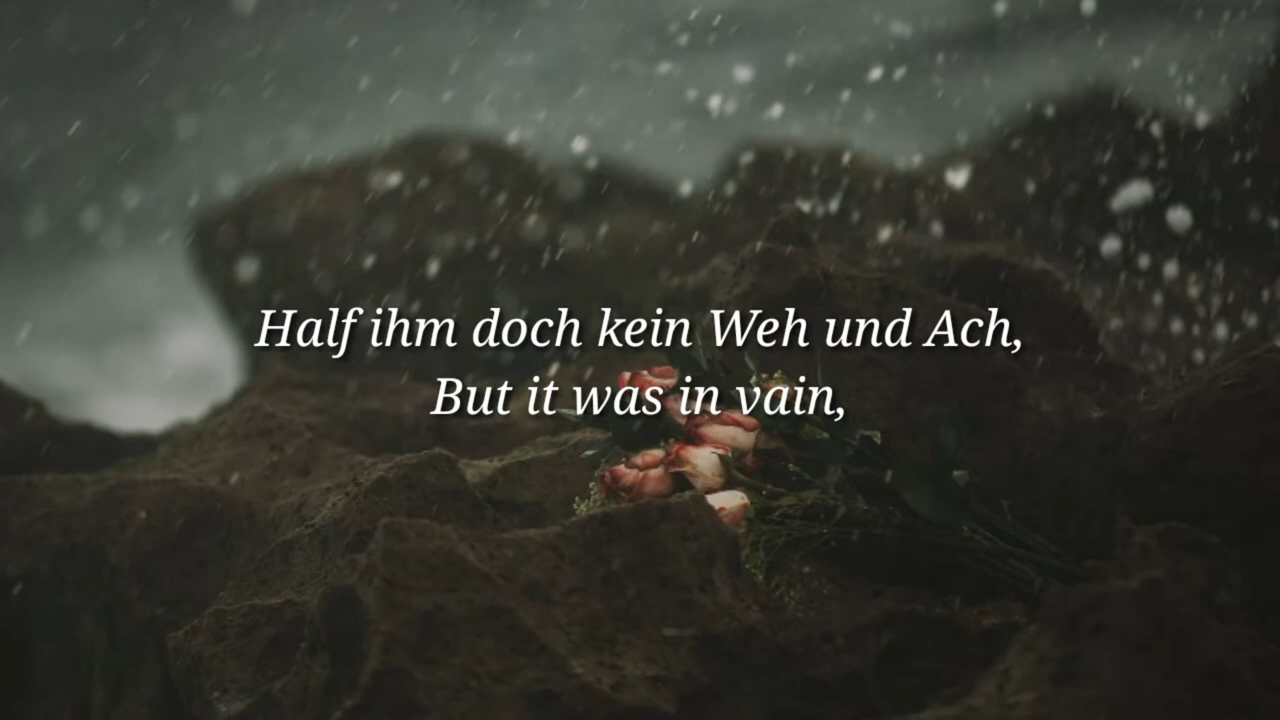 Half ihm doch kein Weh und Ach,
But it was in vain,